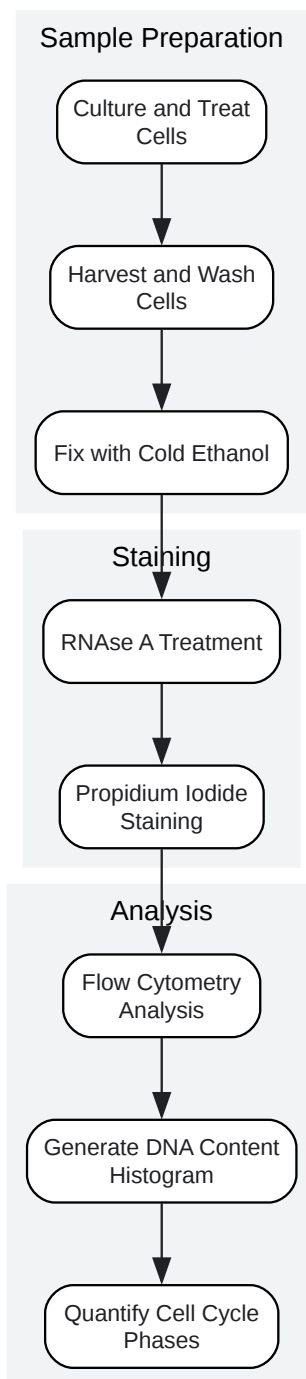 Sample Preparation
Culture and Treat
Cells
Harvest and Wash
Cells
Fix with Cold Ethanol
Staining
RNAse A Treatment
Propidium Iodide
Staining
Analysis
Flow Cytometry
Analysis
Generate DNA Content
Histogram
Quantify Cell Cycle
Phases